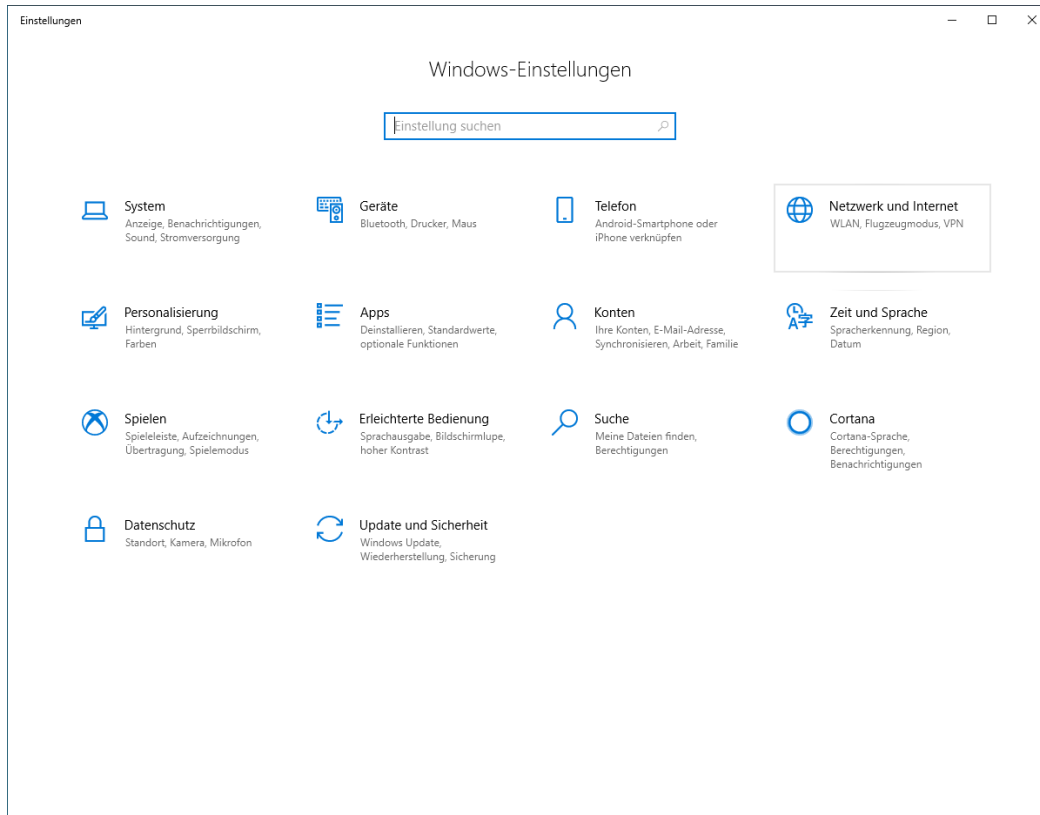 Einstellungen
Windows-Einstellungen
Einstellung suchen
System
Anzeige, Benachrichtigungen,
Sound, Stromversorgung
Geräte
Bluetooth, Drucker, Maus
Telefon
Android-Smartphone oder
iPhone verknüpfen
Netzwerk und Internet
WLAN, Flugzeugmodus, VPN
Personalisierung
Hintergrund, Sperrbildschirm,
Farben
Apps
Deinstallieren, Standardwerte,
optionale Funktionen
Konten
Ihre Konten, E-Mail-Adresse,
Synchronisieren, Arbeit, Familie
Zeit und Sprache
Spracherkennung, Region,
Datum
Spielen
Spieleleiste, Aufzeichnungen,
Übertragung, Spielemodus
Erleichterte Bedienung
Sprachausgabe, Bildschirmlupe,
hoher Kontrast
Suche
Meine Dateien finden,
Berechtigungen
Cortana
Cortana-Sprache,
Berechtigungen,
Benachrichtigungen
Datenschutz
Standort, Kamera, Mikrofon
Update und Sicherheit
Windows Update,
Wiederherstellung, Sicherung